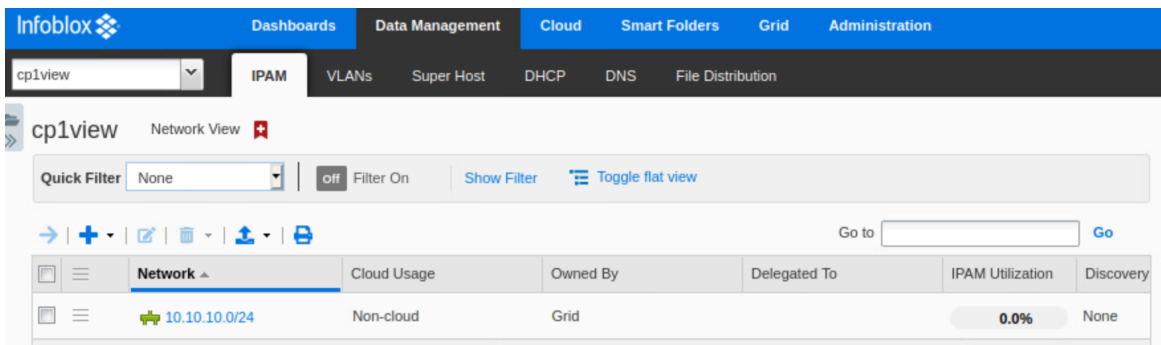 Infoblox Dashboards Data Management Cloud Smart Folders Grid Administration
cp1view IPAM VLANs Super Host DHCP DNS File Distribution
cp1view Network View
Quick Filter None Off Filter On Show Filter Toggle flat view
Go to Go
Network Cloud Usage Owned By Delegated To IPAM Utilization Discovery
10.10.10.0/24 Non-cloud Grid 0.0% None